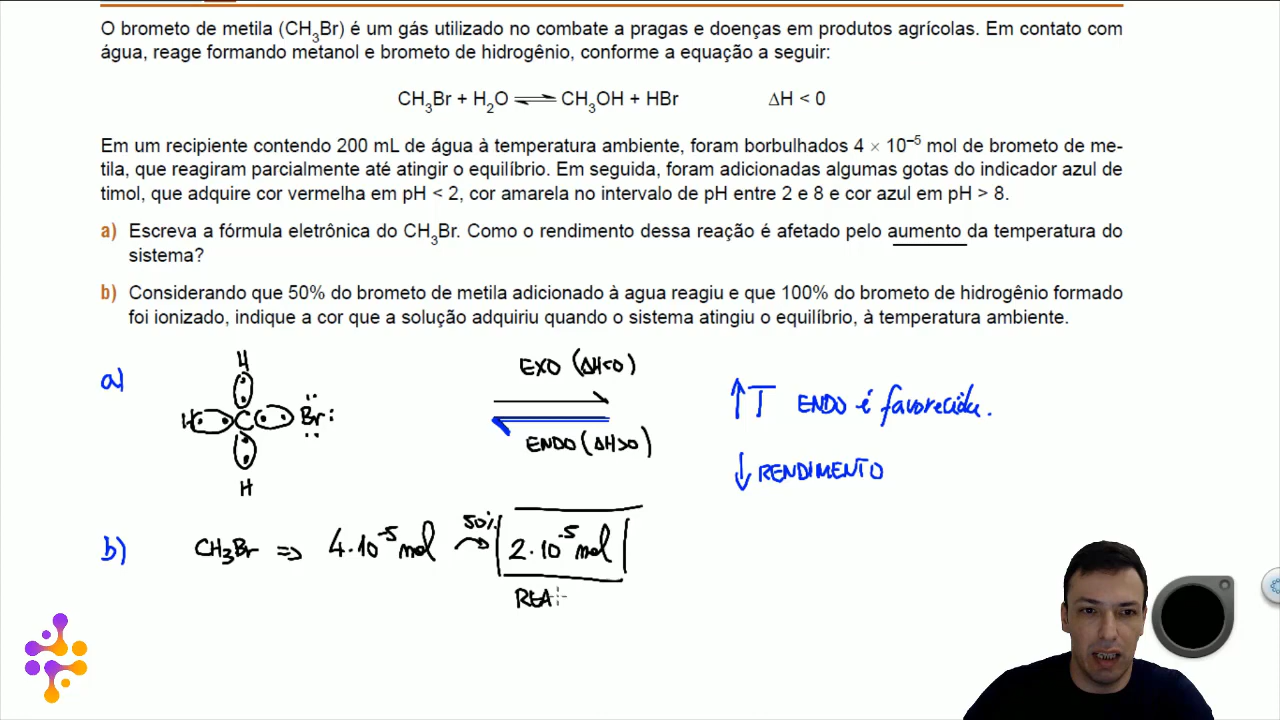 O brometo de metila (CH₃Br) é um gás utilizado no combate a pragas e doenças em produtos agrícolas. Em contato com
água, reage formando metanol e brometo de hidrogênio, conforme a equação a seguir:
CH₃Br + H₂O ⇌ CH₃OH + HBr ΔH < 0
Em um recipiente contendo 200 mL de água à temperatura ambiente, foram borbulhados 4 × 10⁻⁵ mol de brometo de me-
tila, que reagiram parcialmente até atingir o equilíbrio. Em seguida, foram adicionadas algumas gotas do indicador azul de
timol, que adquire cor vermelha em pH < 2, cor amarela no intervalo de pH entre 2 e 8 e cor azul em pH > 8.
a) Escreva a fórmula eletrônica do CH₃Br. Como o rendimento dessa reação é afetado pelo aumento da temperatura do
sistema?
b) Considerando que 50% do brometo de metila adicionado à agua reagiu e que 100% do brometo de hidrogênio formado
foi ionizado, indique a cor que a solução adquiriu quando o sistema atingiu o equilíbrio, à temperatura ambiente.
a)
H
H C Br
H
EXO (ΔH<0)
ENDO (ΔH>0)
↑T ENDO é favorecida.
↓ RENDIMENTO
b) CH₃Br ⇒ 4·10⁻⁵ mol 50% 2·10⁻⁵ mol
REA